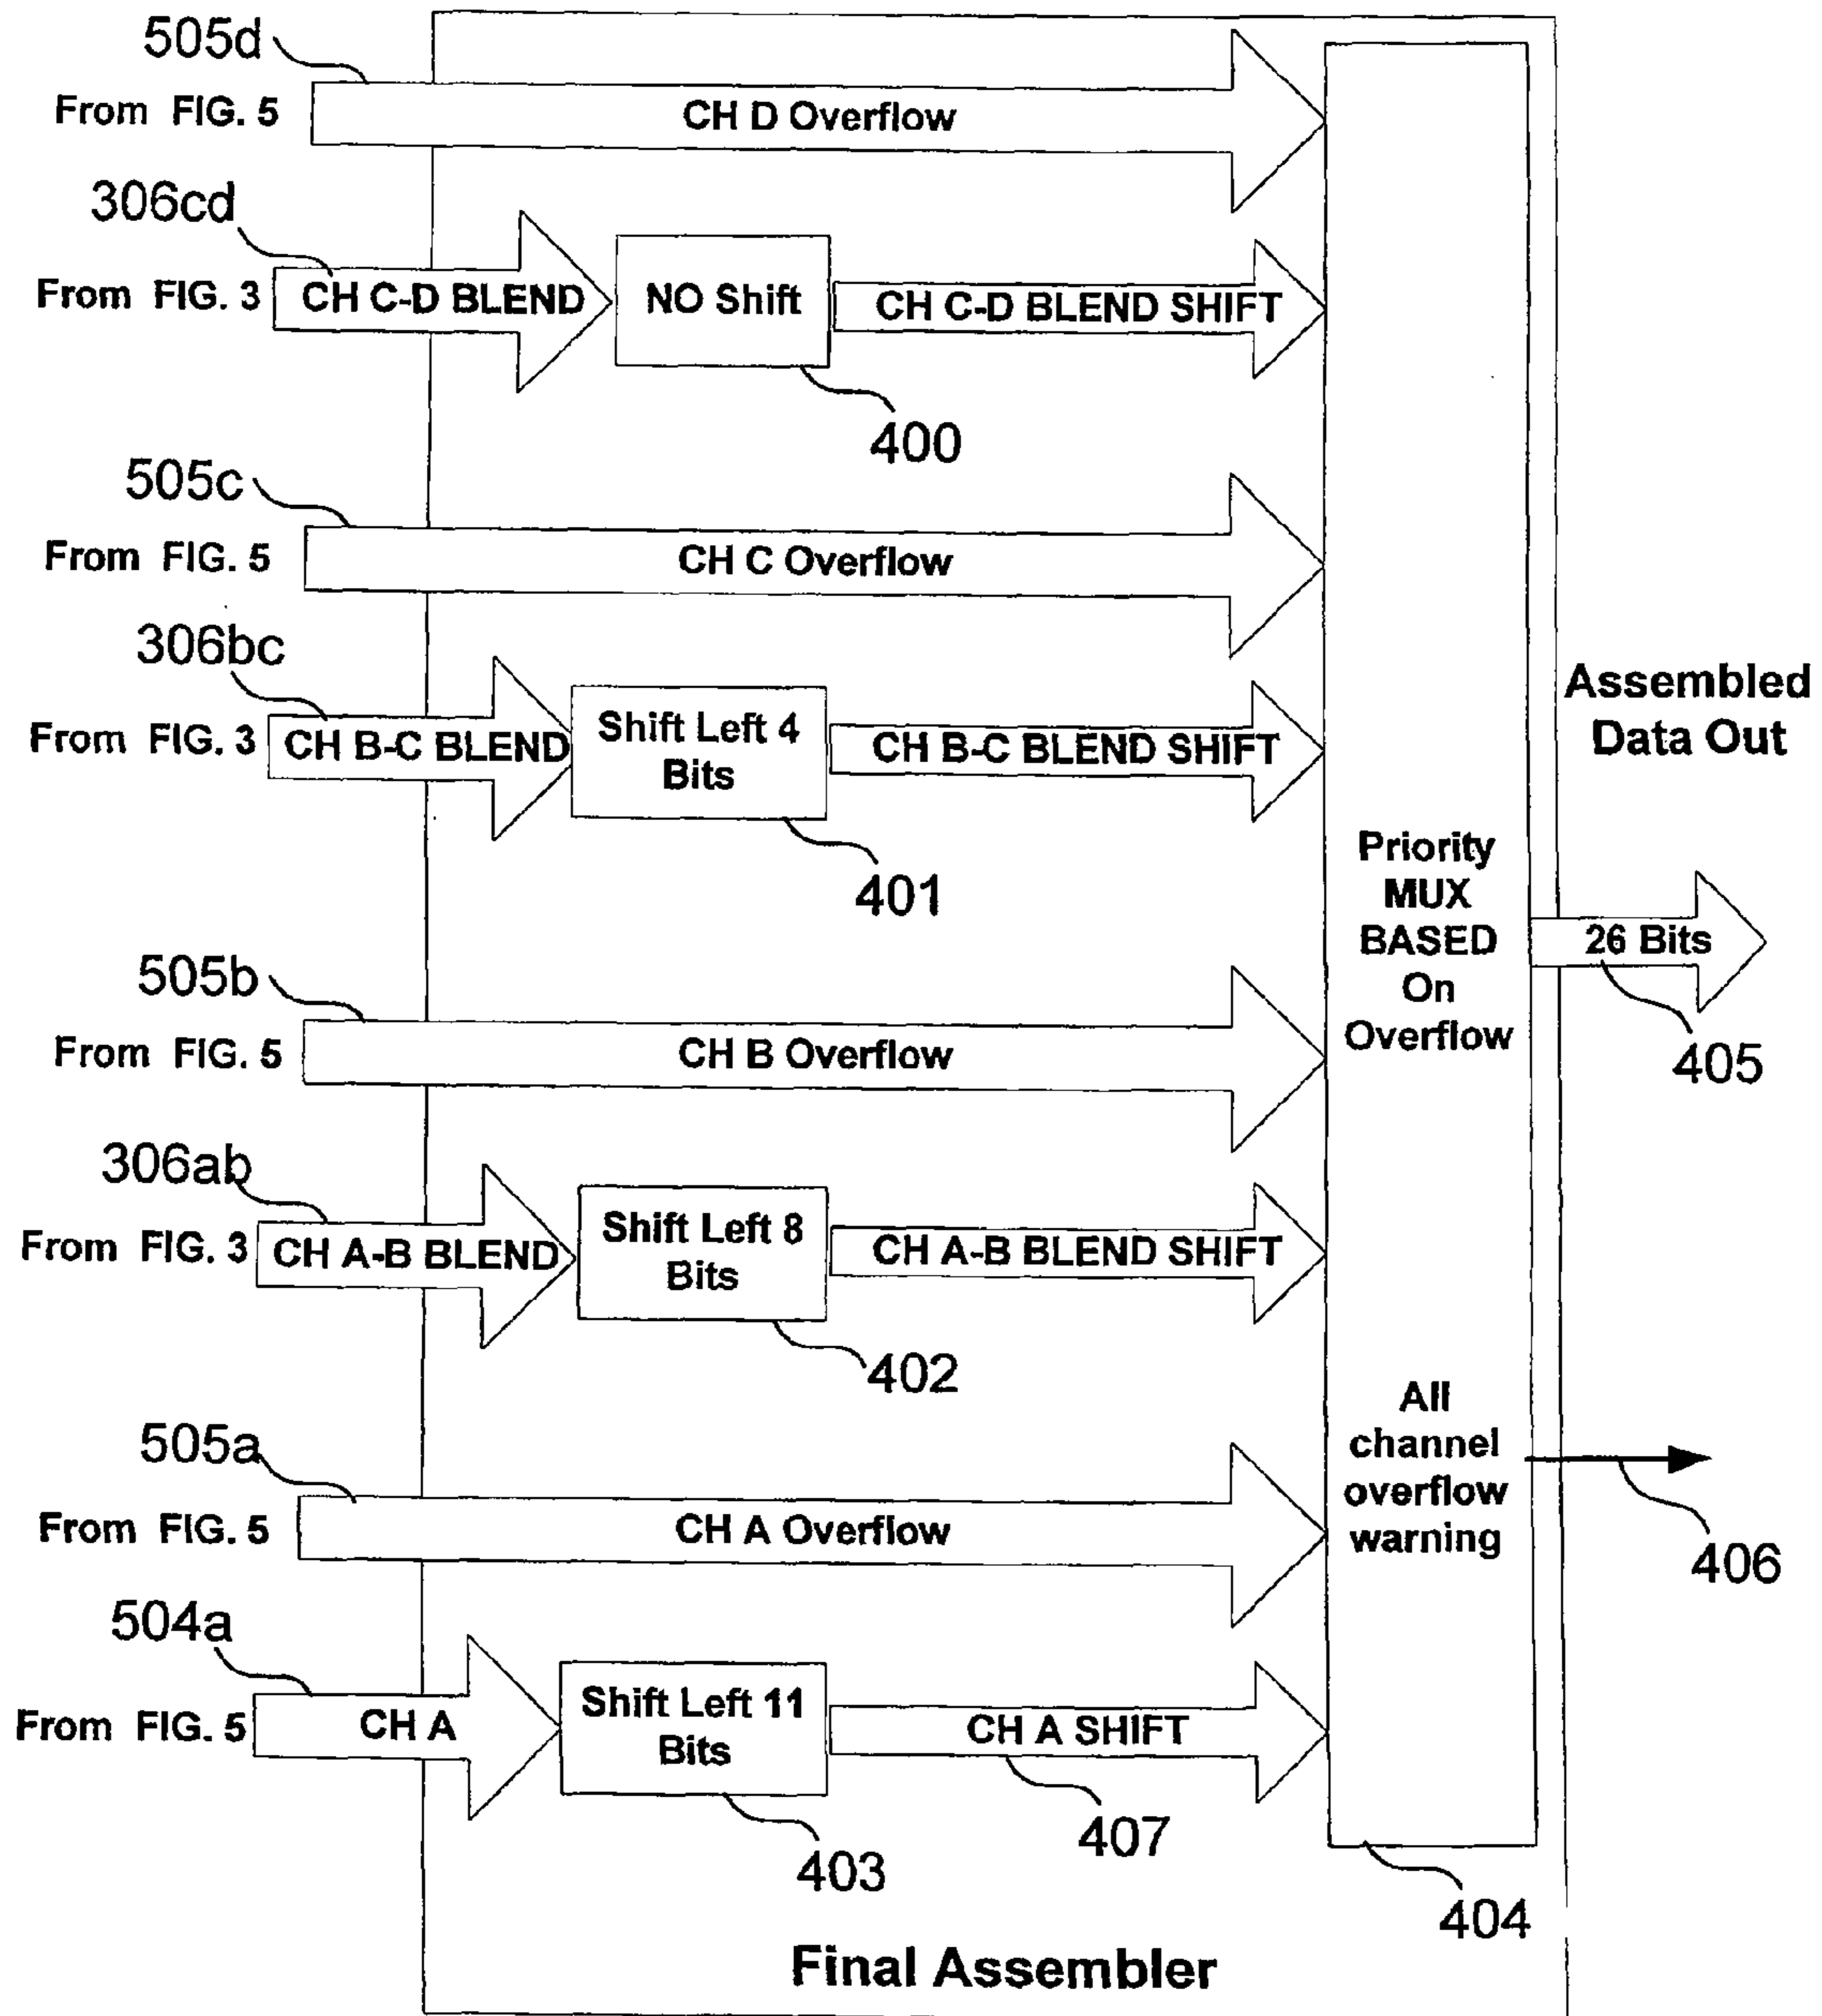 505d
From FIG. 5
CH D Overflow
306cd
From FIG. 3
CH C-D BLEND
NO Shift
CH C-D BLEND SHIFT
400
505c
From FIG. 5
CH C Overflow
306bc
From FIG. 3
CH B-C BLEND
Shift Left 4
Bits
CH B-C BLEND SHIFT
401
Assembled
Data Out
Priority
MUX
BASED
On
Overflow
26 Bits
405
505b
From FIG. 5
CH B Overflow
306ab
From FIG. 3
CH A-B BLEND
Shift Left 8
Bits
CH A-B BLEND SHIFT
402
All
channel
overflow
warning
406
505a
From FIG. 5
CH A Overflow
504a
From FIG. 5
CH A
Shift Left 11
Bits
CH A SHIFT
407
403
404
Final Assembler